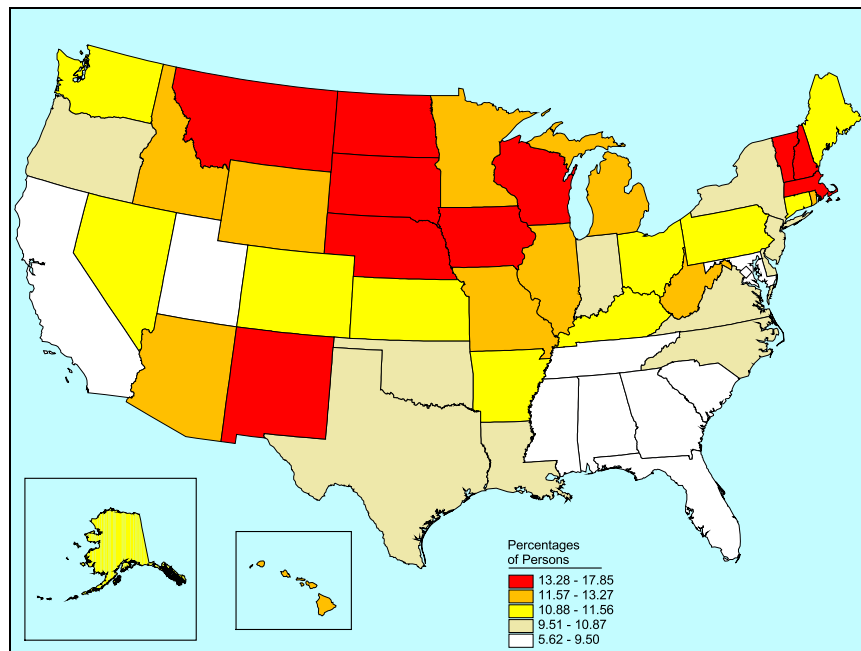 Percentages
of Persons
13.28 - 17.85
11.57 - 13.27
10.88 - 11.56
9.51 - 10.87
5.62 - 9.50